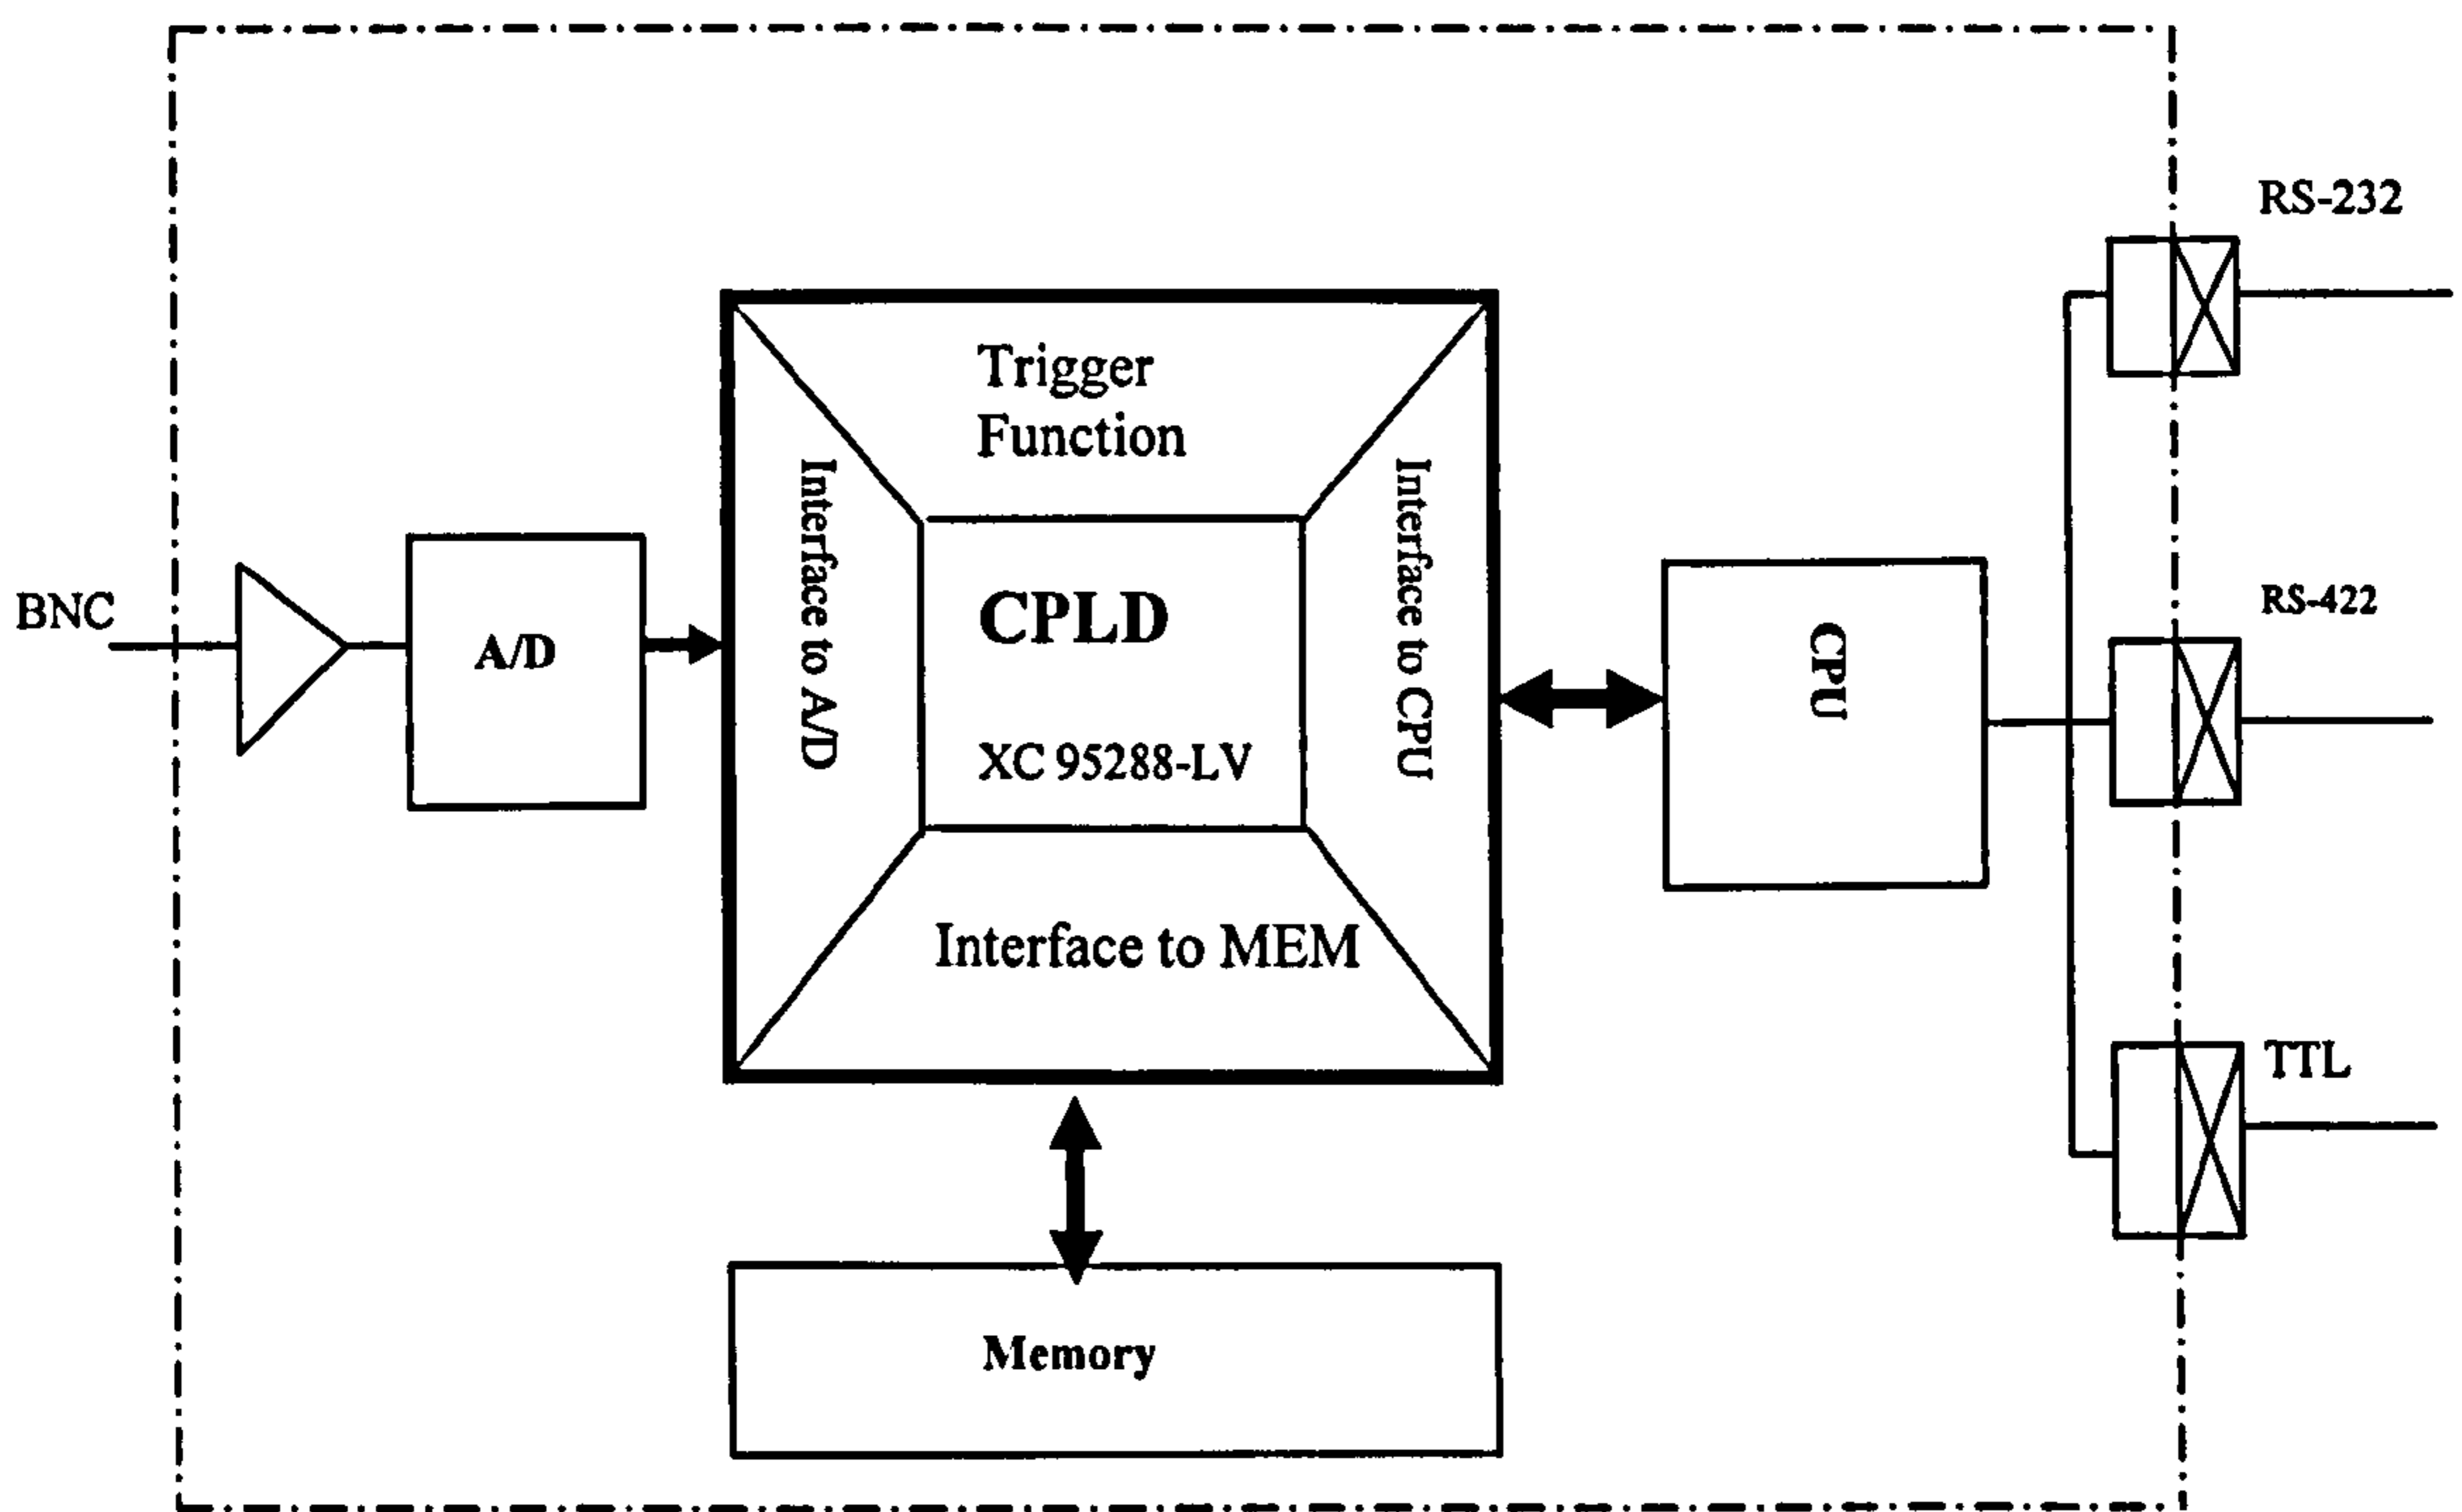 RS-232
Trigger
Function
Interface to A/D
Interface to CPU
BNC
A/D
CPLD
XC 95288-LV
CPU
RS-422
Interface to MEM
TTL
Memory